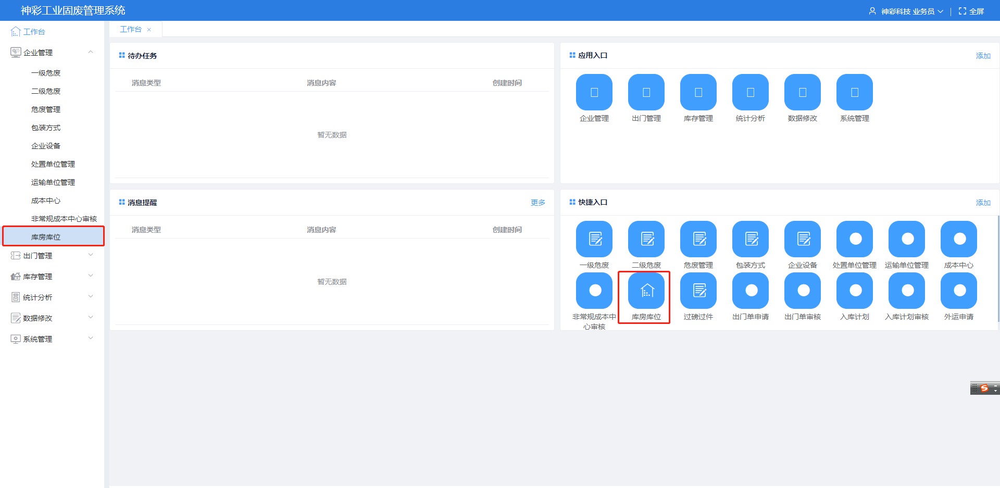 神彩工业固废管理系统
神彩科技 业务员
全屏
工作台
企业管理
一级危废
二级危废
危废管理
包装方式
企业设备
处置单位管理
运输单位管理
成本中心
非常规成本中心审核
库房库位
出门管理
库存管理
统计分析
数据修改
系统管理
工作台 ×
待办任务
消息类型 消息内容 创建时间
暂无数据
应用入口 添加
企业管理 出门管理 库存管理 统计分析 数据修改 系统管理
消息提醒 更多
消息类型 消息内容 创建时间
暂无数据
快捷入口 添加
一级危废 二级危废 危废管理 包装方式 企业设备 处置单位管理 运输单位管理 成本中心
非常规成本中 库房库位 过磅过件 出门单申请 出门单审核 入库计划 入库计划审核 外运申请
心审核
S